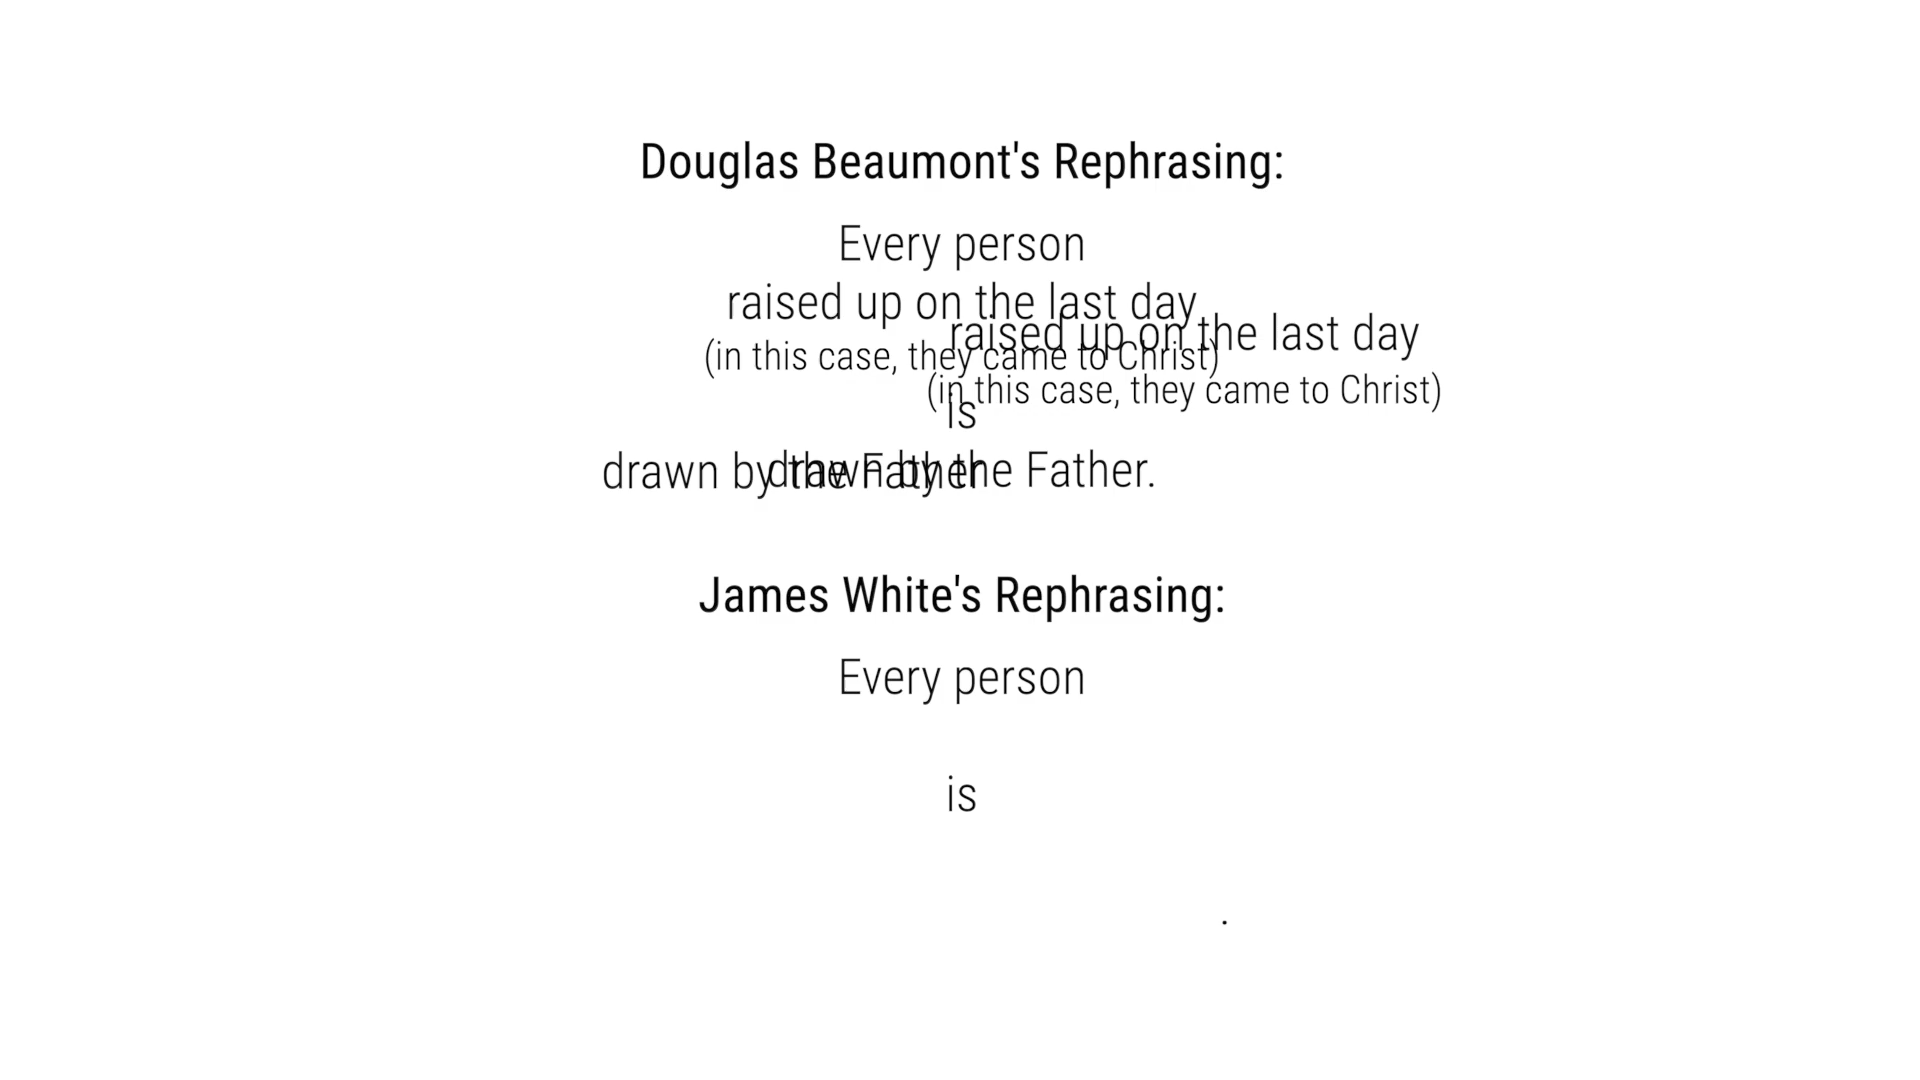 Douglas Beaumont's Rephrasing:
Every person
raised up on the last day
raised up on the last day
(in this case, they came to Christ)
(in this case, they came to Christ)
is
drawn by the Father
drawn by the Father.
James White's Rephrasing:
Every person
is
.